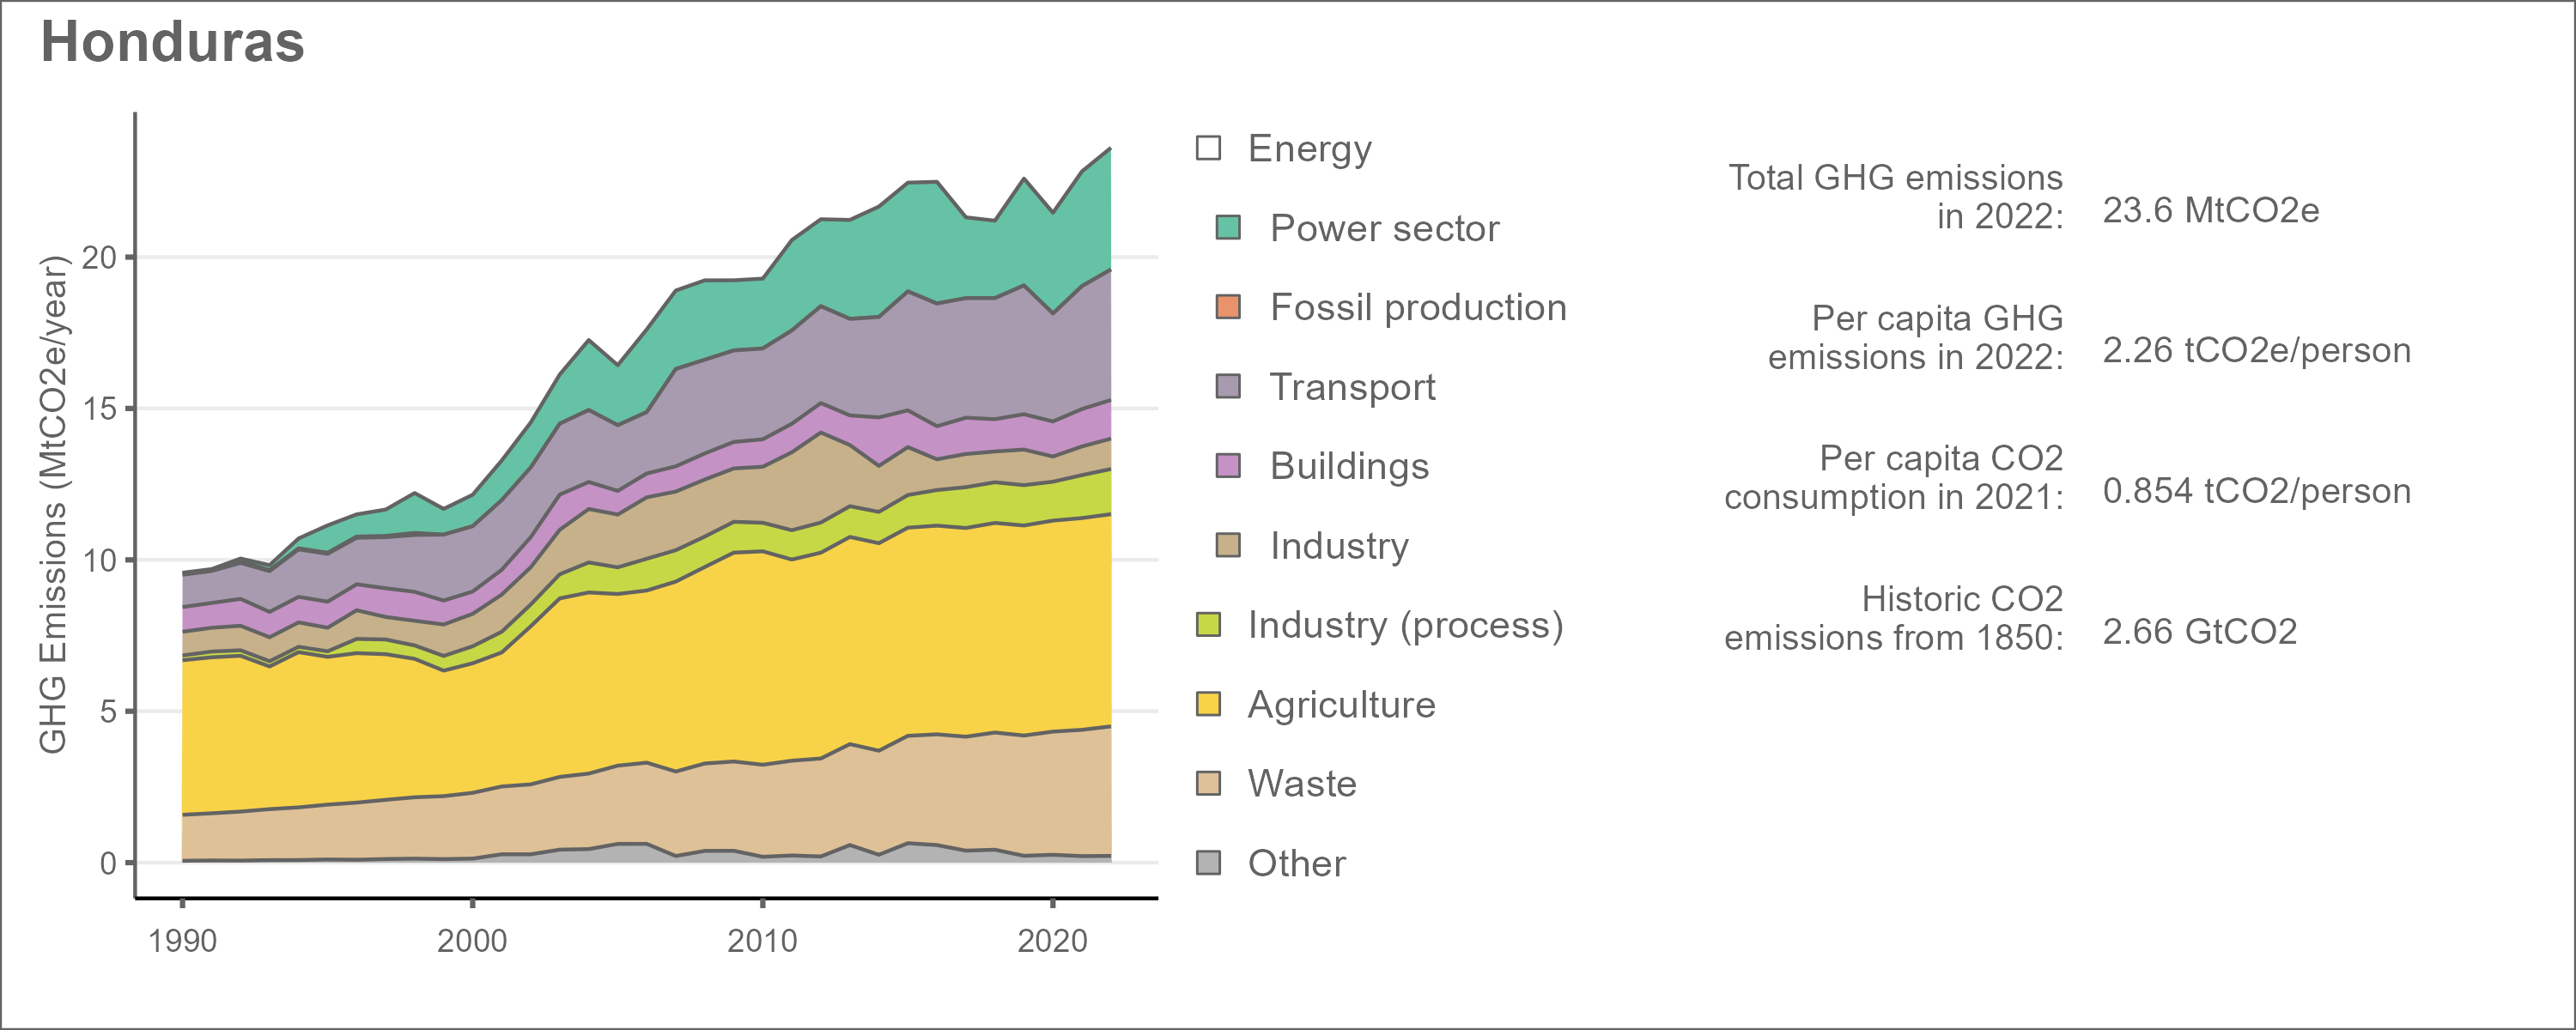 Honduras
GHG Emissions (MtCO2e/year)
20
15
10
5
0
1990
2000
2010
2020
Energy
Power sector
Fossil production
Transport
Buildings
Industry
Industry (process)
Agriculture
Waste
Other
Total GHG emissions
in 2022:
23.6 MtCO2e
Per capita GHG
emissions in 2022:
2.26 tCO2e/person
Per capita CO2
consumption in 2021:
0.854 tCO2/person
Historic CO2
emissions from 1850:
2.66 GtCO2